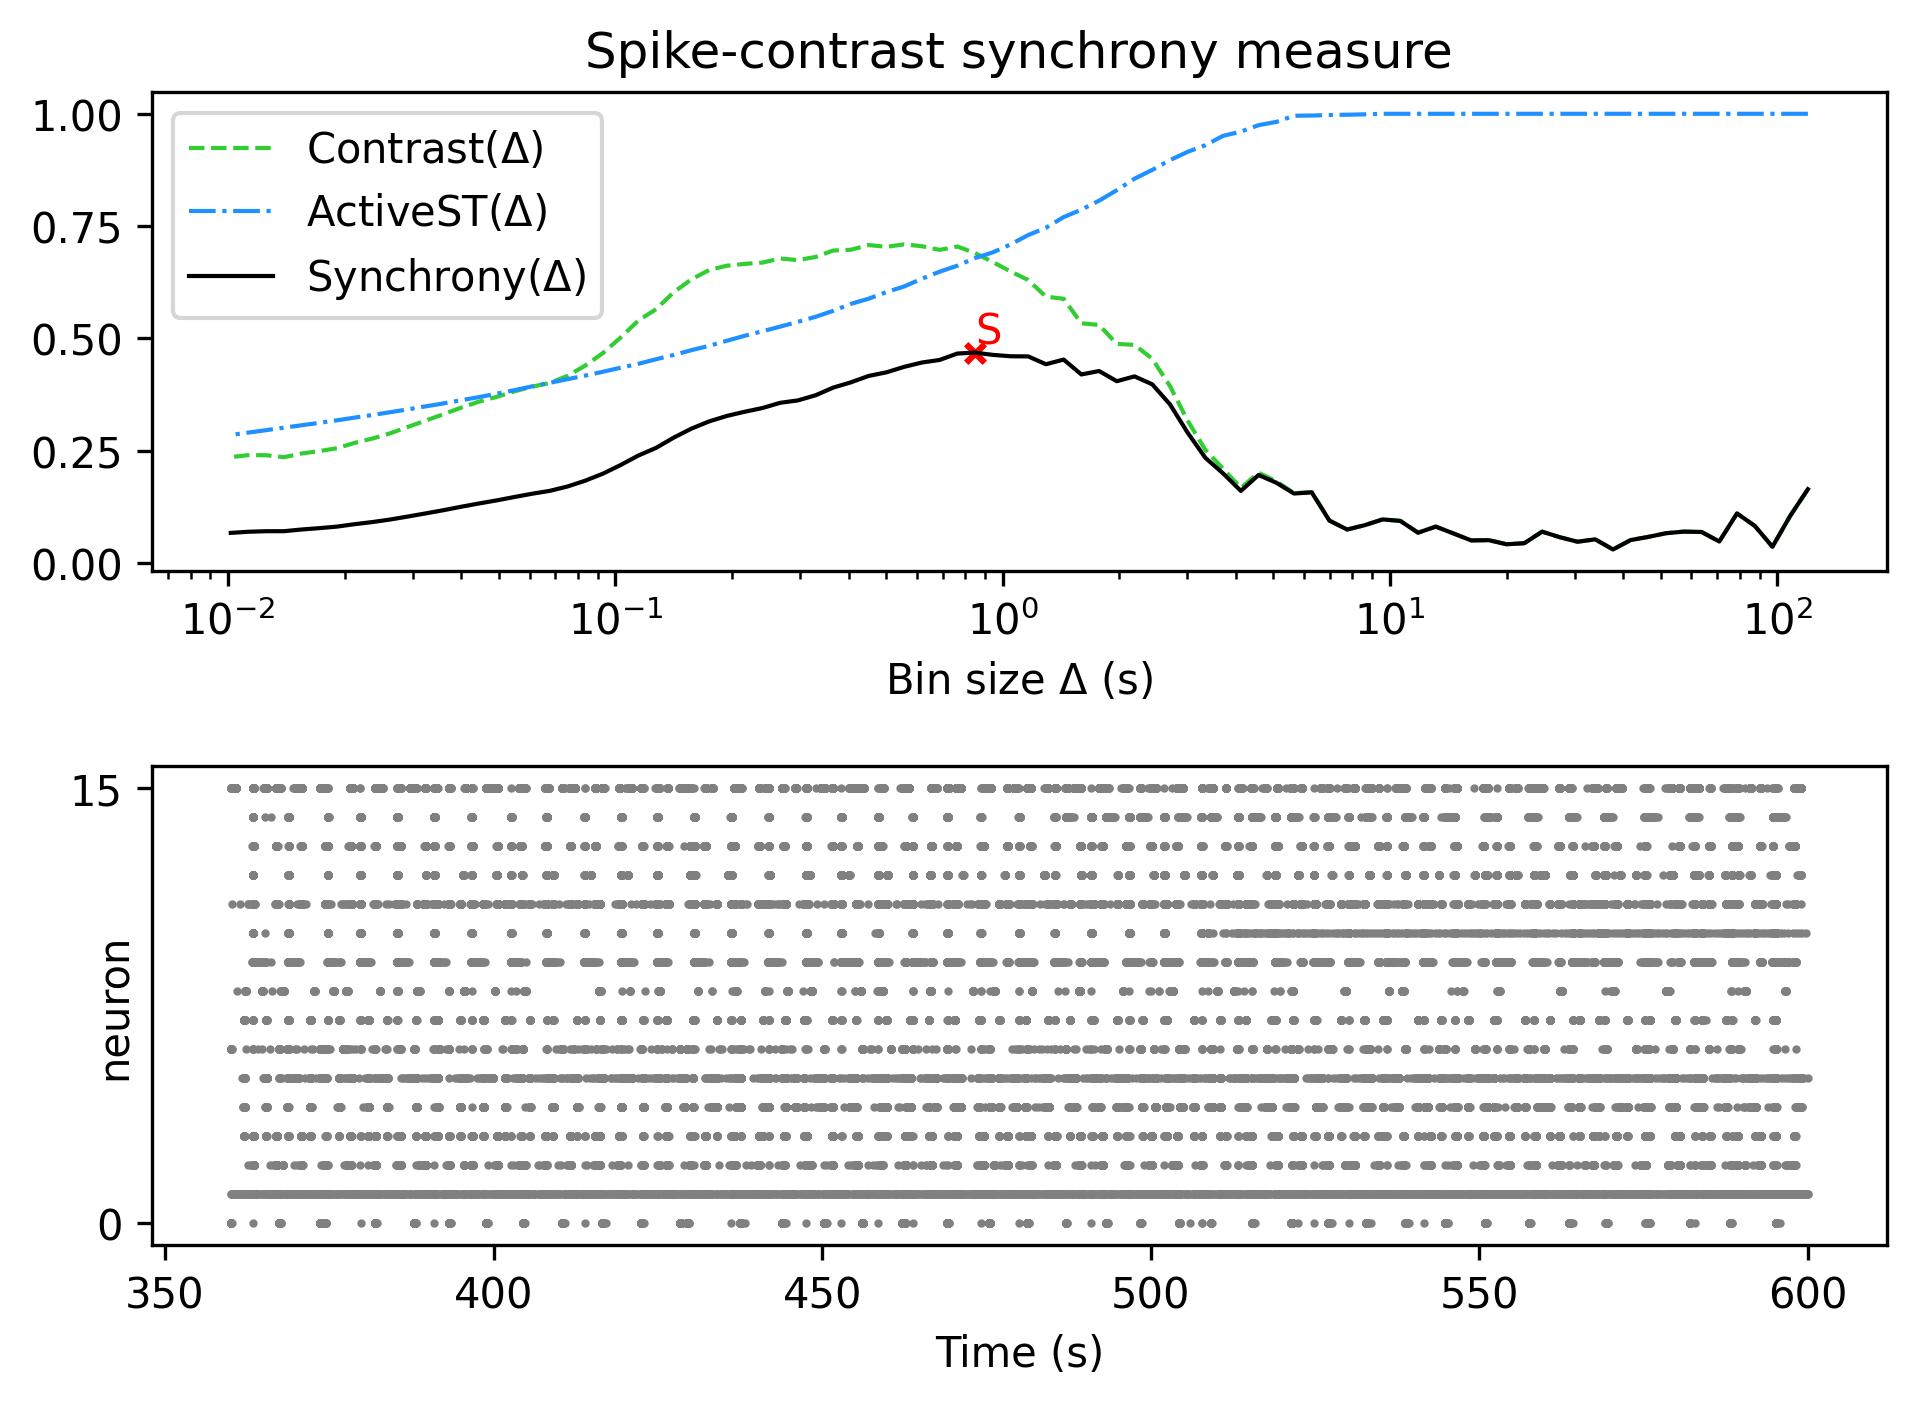 Spike-contrast synchrony measure
1.00
0.75
0.50
0.25
0.00
Contrast(Δ)
ActiveST(Δ)
Synchrony(Δ)
S
10⁻² 10⁻¹ 10⁰ 10¹ 10²
Bin size Δ (s)
15
neuron
0
350 400 450 500 550 600
Time (s)